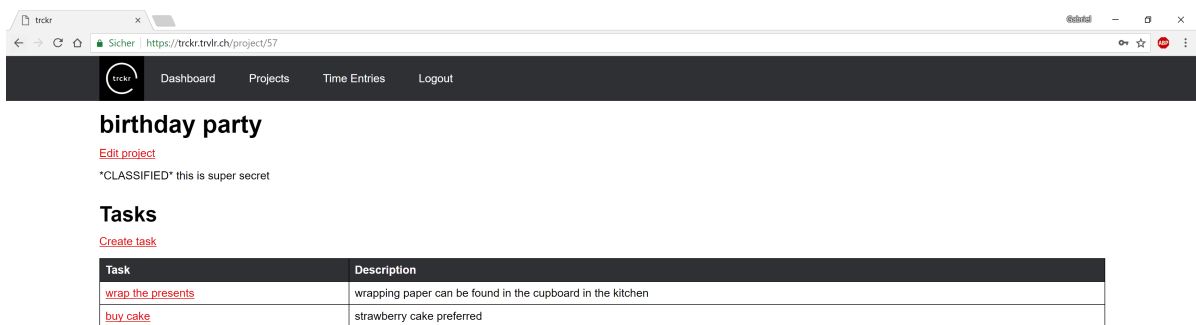 trckr
Gabriel
Sicher https://trckr.trvlr.ch/project/57
ABP
trckr Dashboard Projects Time Entries Logout
birthday party
Edit project
*CLASSIFIED* this is super secret
Tasks
Create task
Task Description
wrap the presents wrapping paper can be found in the cupboard in the kitchen
buy cake strawberry cake preferred